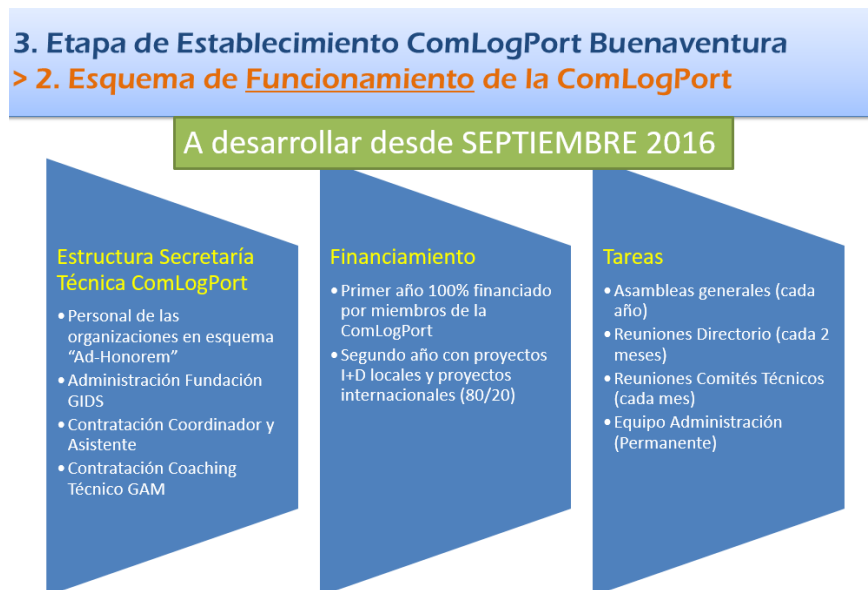 3. Etapa de Establecimiento ComLogPort Buenaventura
> 2. Esquema de Funcionamiento de la ComLogPort
A desarrollar desde SEPTIEMBRE 2016
Estructura Secretaría
Técnica ComLogPort
•Personal de las
organizaciones en esquema
“Ad-Honorem”
•Administración Fundación
GIDS
•Contratación Coordinador y
Asistente
•Contratación Coaching
Técnico GAM
Financiamiento
•Primer año 100% financiado
por miembros de la
ComLogPort
•Segundo año con proyectos
I+D locales y proyectos
internacionales (80/20)
Tareas
•Asambleas generales (cada
año)
•Reuniones Directorio (cada 2
meses)
•Reuniones Comités Técnicos
(cada mes)
•Equipo Administración
(Permanente)